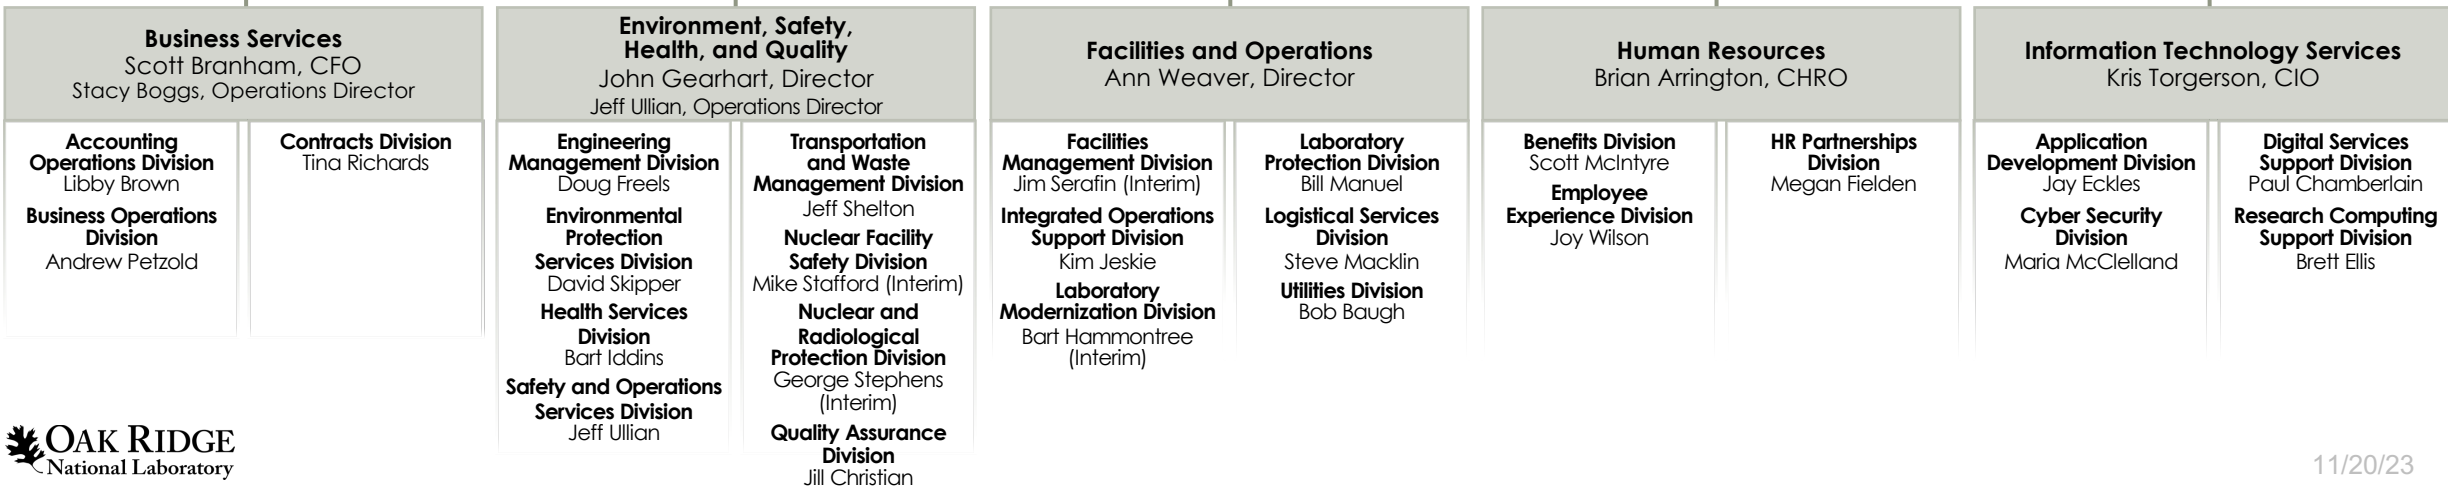 Business Services
Scott Branham, CFO
Stacy Boggs, Operations Director
Accounting
Operations Division
Libby Brown
Business Operations
Division
Andrew Petzold
Contracts Division
Tina Richards
Environment, Safety,
Health, and Quality
John Gearhart, Director
Jeff Ullian, Operations Director
Engineering
Management Division
Doug Freels
Environmental
Protection
Services Division
David Skipper
Health Services
Division
Bart Iddins
Safety and Operations
Services Division
Jeff Ullian
Transportation
and Waste
Management Division
Jeff Shelton
Nuclear Facility
Safety Division
Mike Stafford (Interim)
Nuclear and
Radiological
Protection Division
George Stephens
(Interim)
Quality Assurance
Division
Jill Christian
Facilities and Operations
Ann Weaver, Director
Facilities
Management Division
Jim Serafin (Interim)
Integrated Operations
Support Division
Kim Jeskie
Laboratory
Modernization Division
Bart Hammontree
(Interim)
Laboratory
Protection Division
Bill Manuel
Logistical Services
Division
Steve Macklin
Utilities Division
Bob Baugh
Human Resources
Brian Arrington, CHRO
Benefits Division
Scott McIntyre
Employee
Experience Division
Joy Wilson
HR Partnerships
Division
Megan Fielden
Information Technology Services
Kris Torgerson, CIO
Application
Development Division
Jay Eckles
Cyber Security
Division
Maria McClelland
Digital Services
Support Division
Paul Chamberlain
Research Computing
Support Division
Brett Ellis
OAK RIDGE
National Laboratory
11/20/23